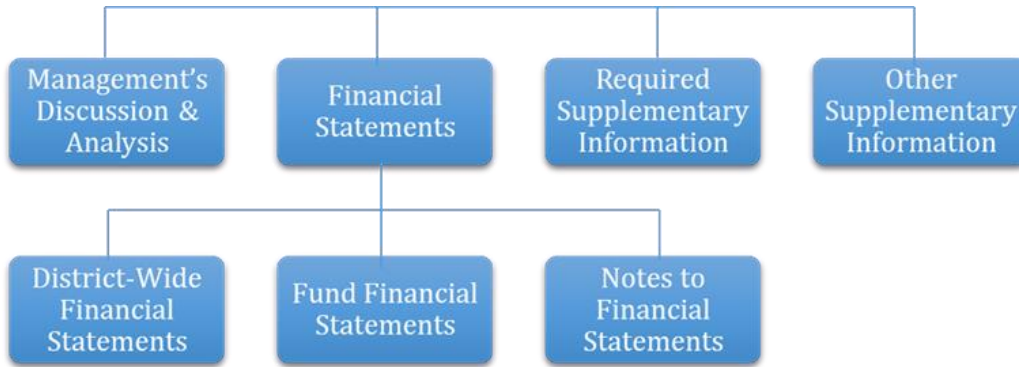 Management’s
Discussion &
Analysis
Financial
Statements
Required
Supplementary
Information
Other
Supplementary
Information
District-Wide
Financial
Statements
Fund Financial
Statements
Notes to
Financial
Statements